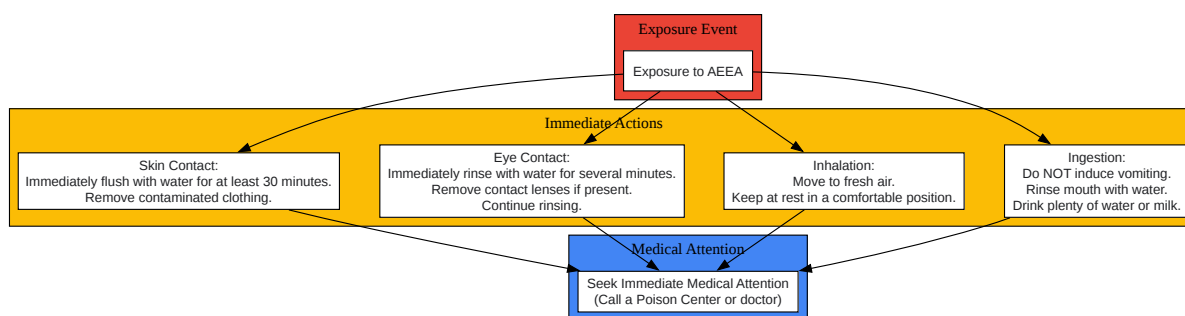 Exposure Event
Exposure to AEEA
Immediate Actions
Skin Contact:
Immediately flush with water for at least 30 minutes.
Remove contaminated clothing.
Eye Contact:
Immediately rinse with water for several minutes.
Remove contact lenses if present.
Continue rinsing.
Inhalation:
Move to fresh air.
Keep at rest in a comfortable position.
Ingestion:
Do NOT induce vomiting.
Rinse mouth with water.
Drink plenty of water or milk.
Medical Attention
Seek Immediate Medical Attention
(Call a Poison Center or doctor)